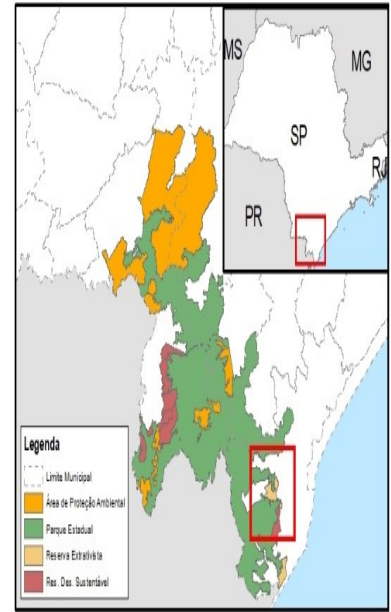 MS
MG
SP
RJ
PR
Legenda
Limite Municipal
Área de Proteção Ambiental
Parque Estadual
Reserva Extrativista
Res. Des. Sustentável